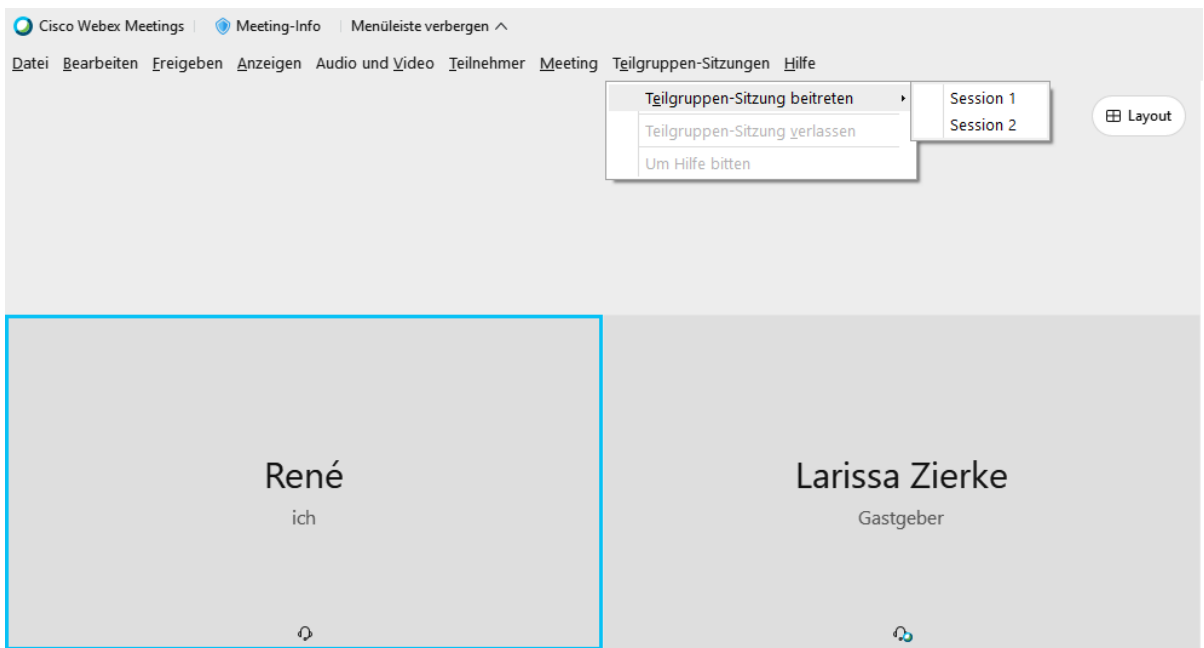 Cisco Webex Meetings Meeting-Info Menüleiste verbergen
Datei Bearbeiten Freigeben Anzeigen Audio und Video Teilnehmer Meeting Teilgruppen-Sitzungen Hilfe
Teilgruppen-Sitzung beitreten
Session 1
Session 2
Teilgruppen-Sitzung verlassen
Um Hilfe bitten
Layout
René
ich
Larissa Zierke
Gastgeber